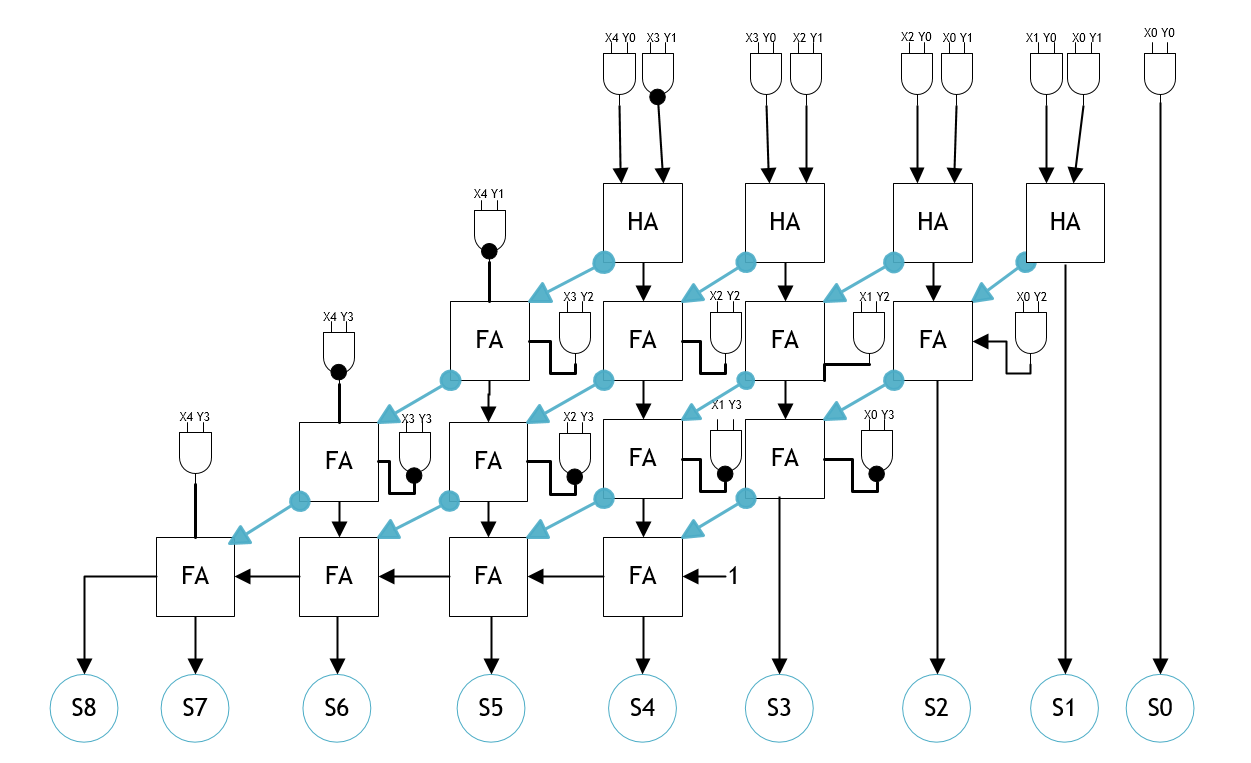 X4 Y0 X3 Y1 X3 Y0 X2 Y1 X2 Y0 X0 Y1 X1 Y0 X0 Y1 X0 Y0
HA HA HA HA
X4 Y1
X3 Y2 X2 Y2 X1 Y2 X0 Y2
FA FA FA FA
X4 Y3
X3 Y3 X2 Y3 X1 Y3 X0 Y3
X4 Y3
FA FA FA FA
FA FA FA FA 1
S8 S7 S6 S5 S4 S3 S2 S1 S0